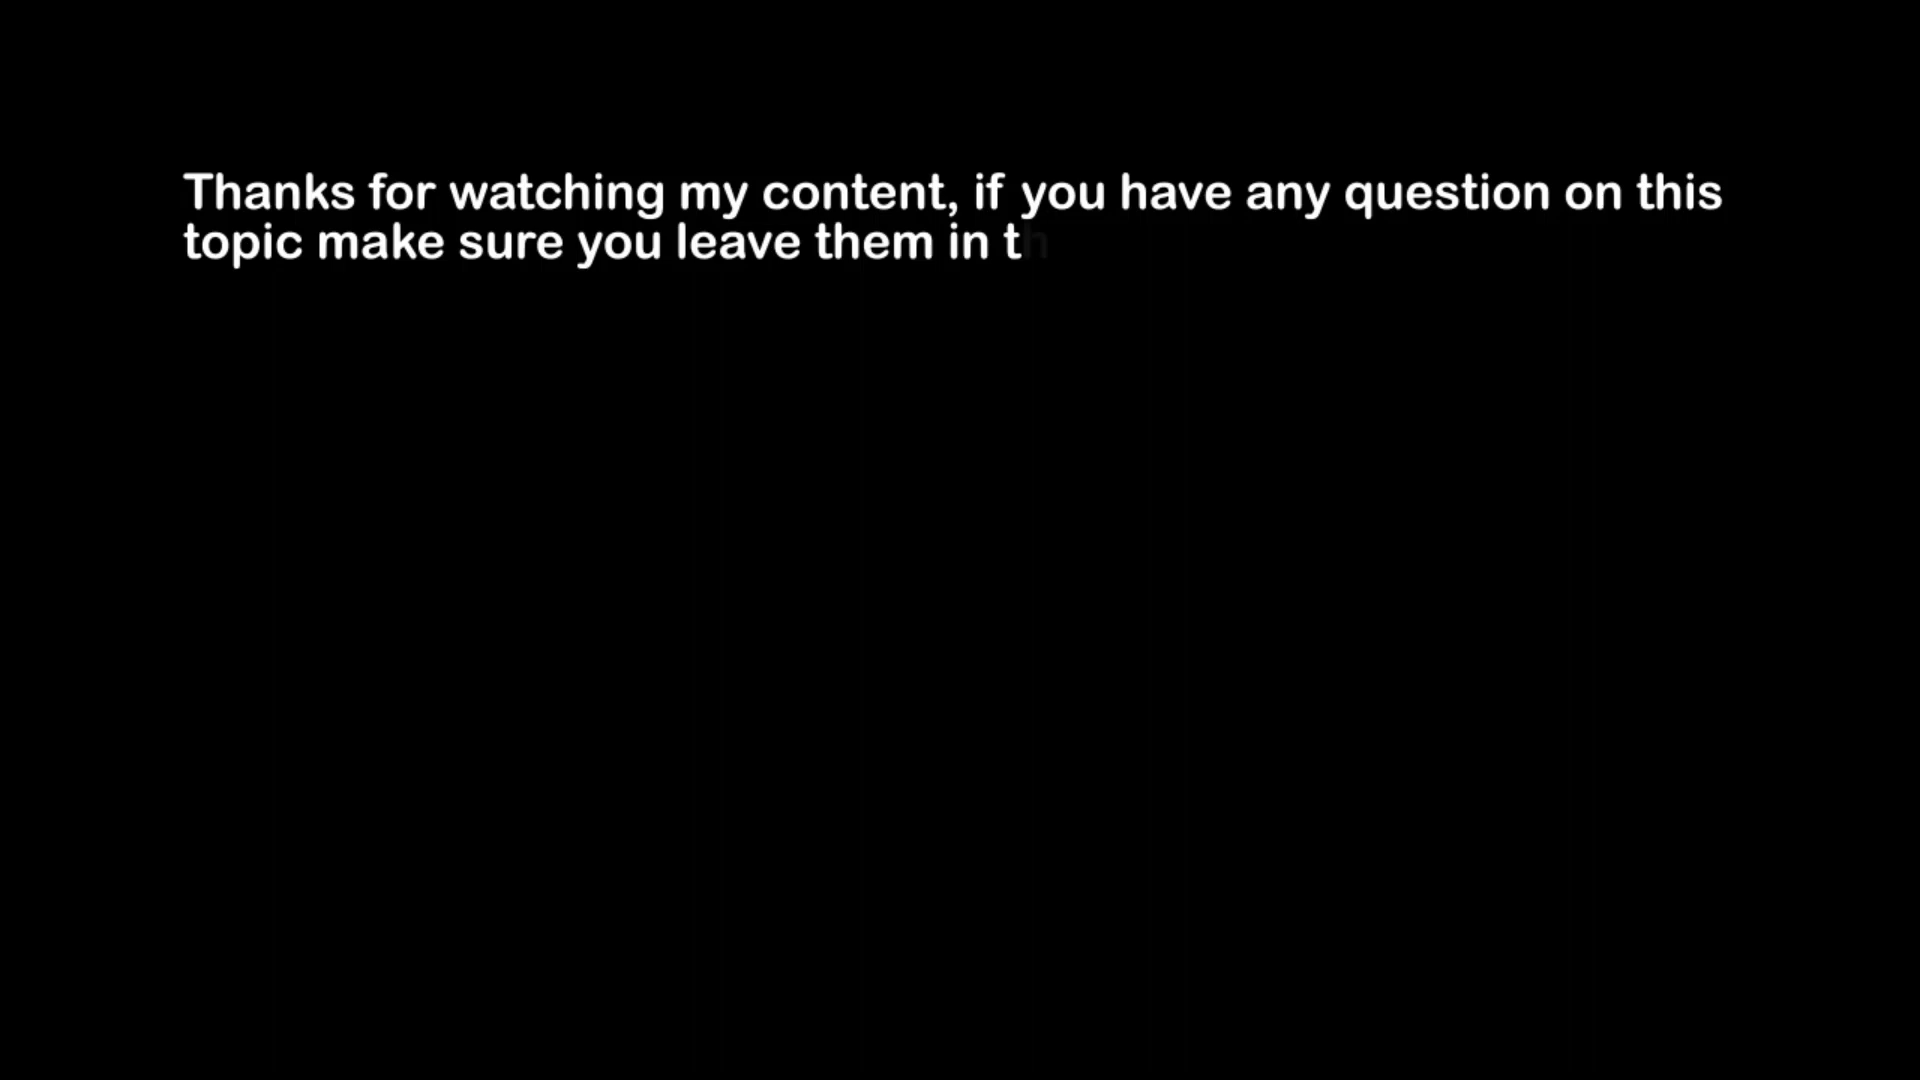 Thanks for watching my content, if you have any question on this
topic make sure you leave them in th